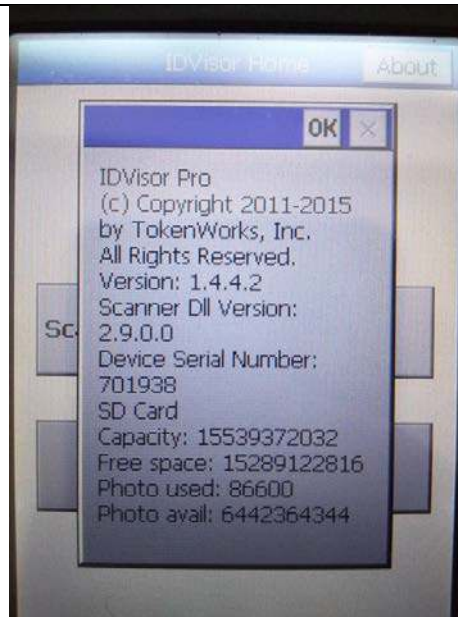 IDVisor Home
About
OK
IDVisor Pro
(c) Copyright 2011-2015
by TokenWorks, Inc.
All Rights Reserved.
Version: 1.4.4.2
Scanner Dll Version:
2.9.0.0
Device Serial Number:
701938
SD Card
Capacity: 15539372032
Free space: 15289122816
Photo used: 86600
Photo avail: 6442364344